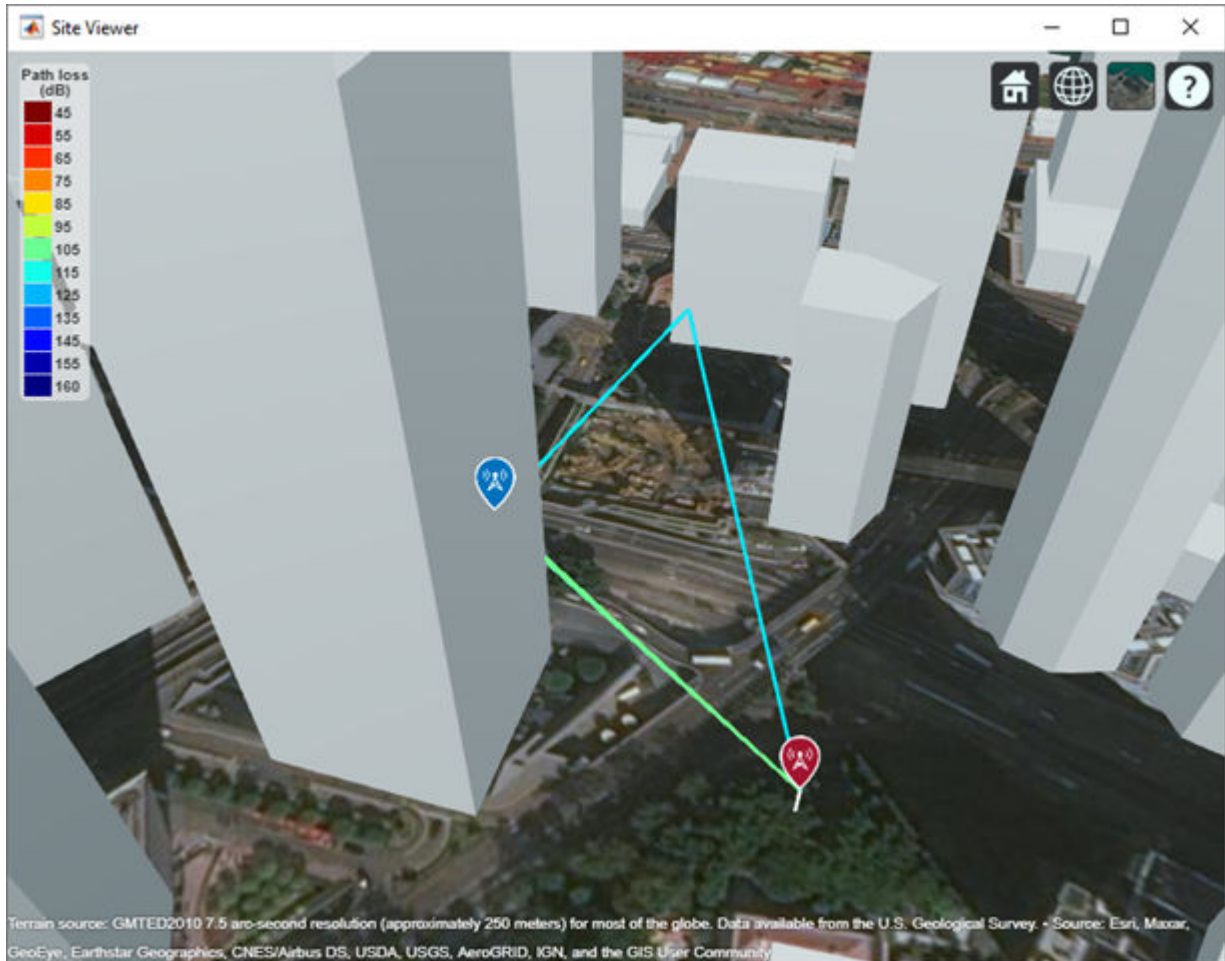 Site Viewer
Path loss
(dB)
45
55
65
75
85
95
105
115
125
135
145
155
160
?
Terrain source: GMTED2010 7.5 arc-second resolution (approximately 250 meters) for most of the globe. Data available from the U.S. Geological Survey. - Source: Esri, Maxar,
GeoEye, Earthstar Geographics, CNES/Airbus DS, USDA, USGS, AeroGRID, IGN, and the GIS User Community